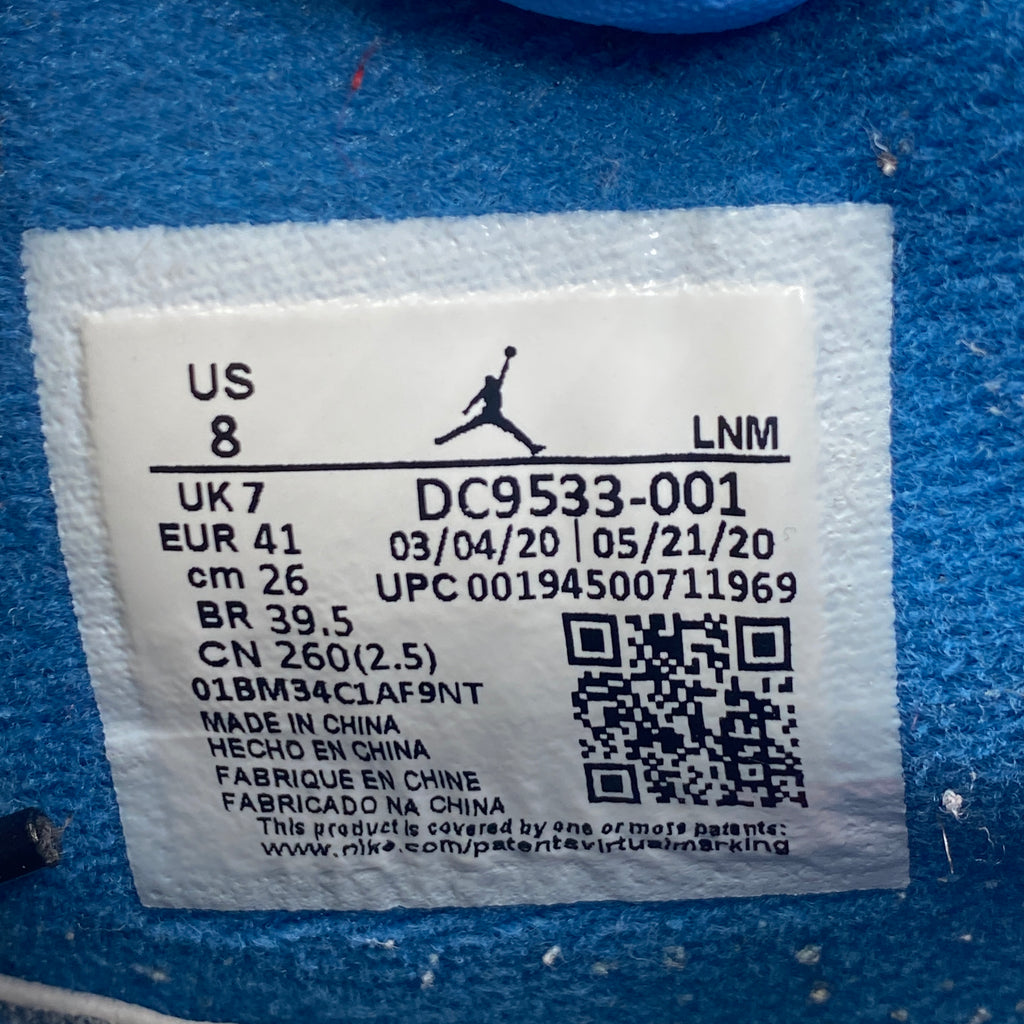 US
8
LNM
UK 7
DC9533-001
EUR 41
03/04/20 | 05/21/20
cm 26
UPC 00194500711969
BR 39.5
CN 260(2.5)
01BM34C1AF9NT
MADE IN CHINA
HECHO EN CHINA
FABRIQUE EN CHINE
FABRICADO NA CHINA
This product is covered by one or more patents:
www.nike.com/patentsvirtualmarking